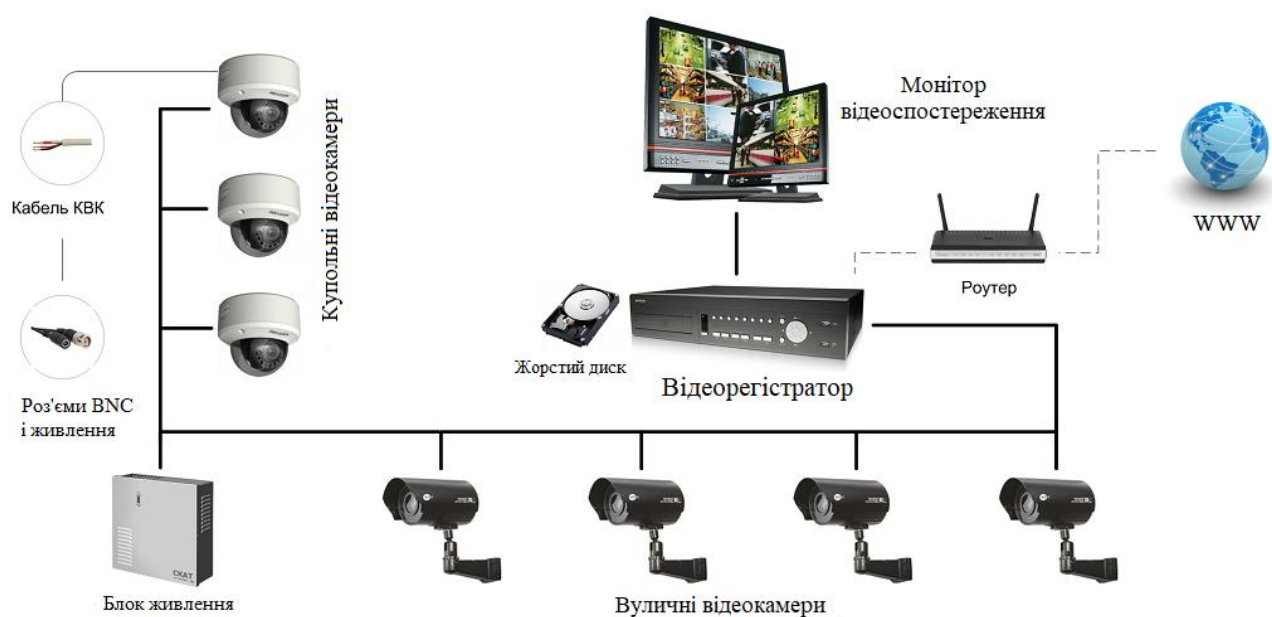 Монітор
відеоспостереження
Купольні відеокамери
Кабель КВК
WWW
Роутер
Жорстий диск
Відеорегістратор
Роз'єми BNC
і живлення
СКАТ
Блок живлення
Вуличні відеокамери